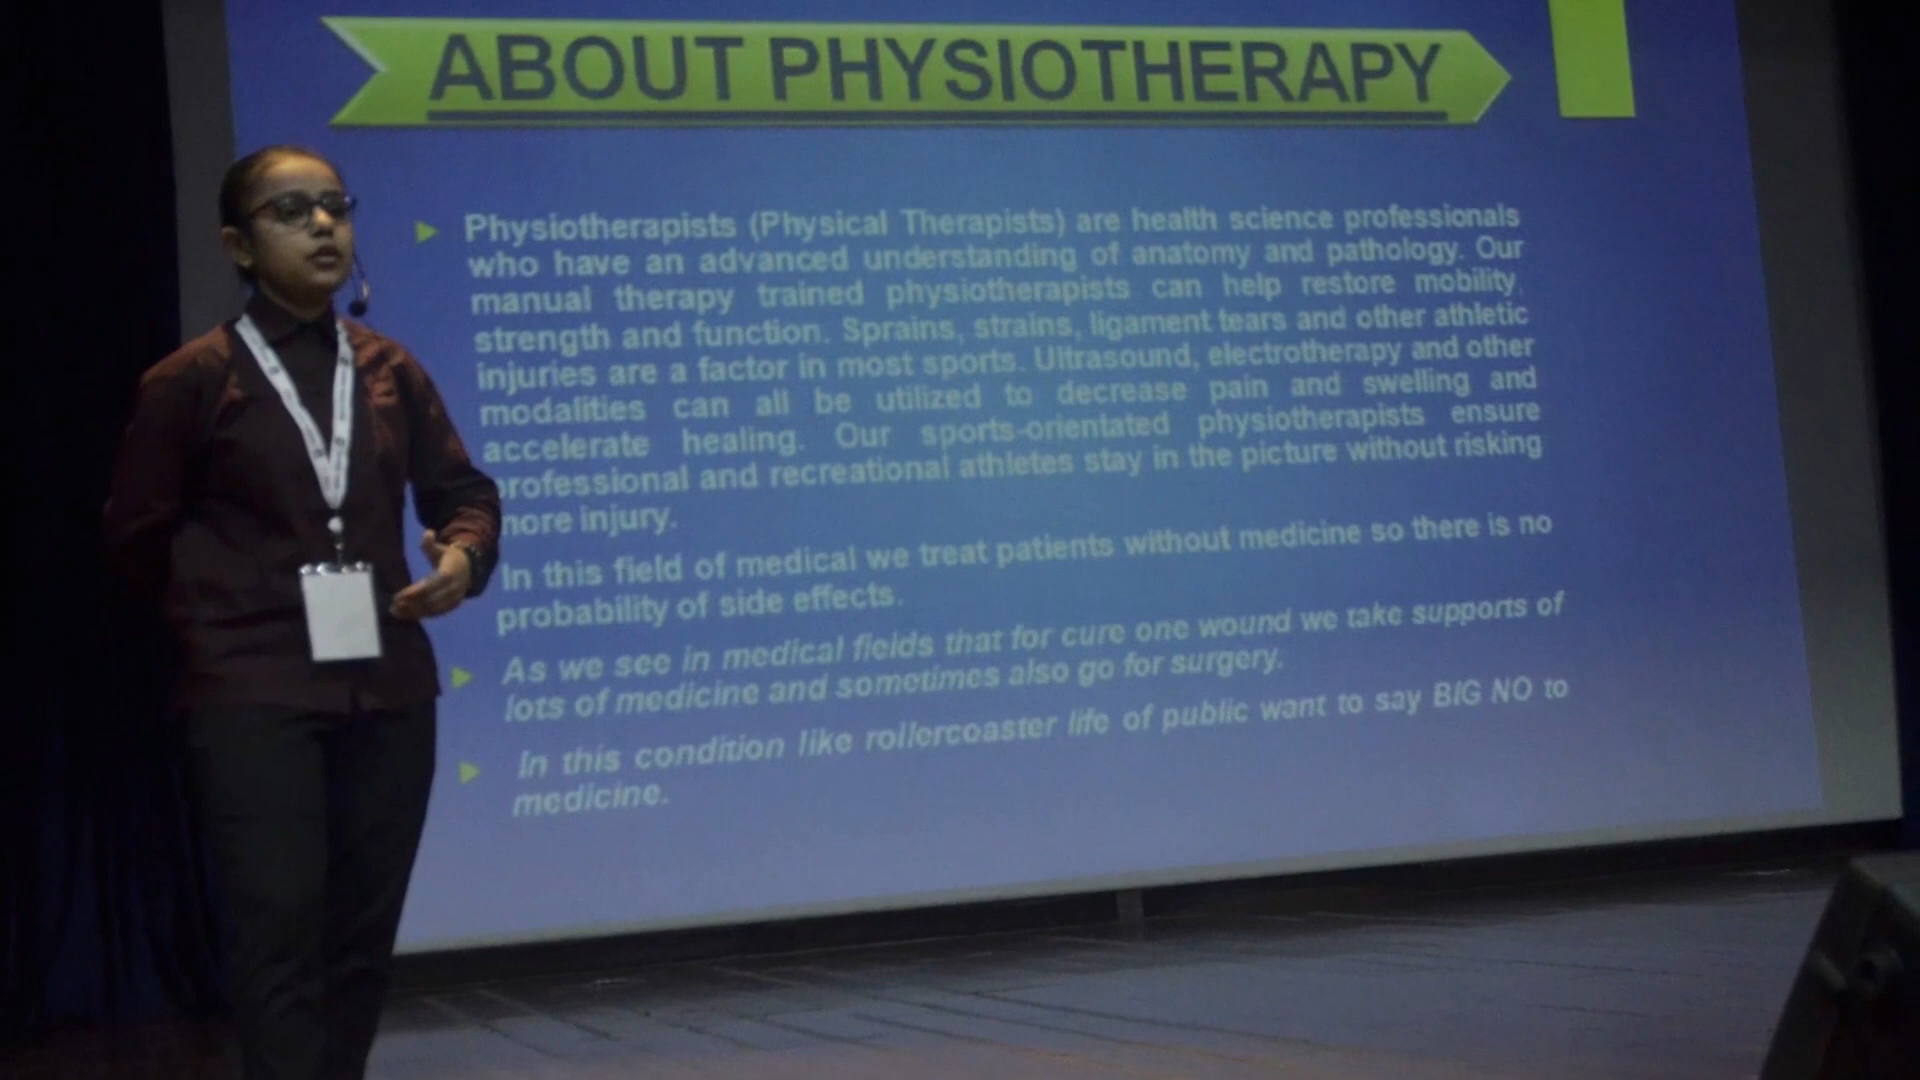 ABOUT PHYSIOTHERAPY
Physiotherapists (Physical Therapists) are health science professionals
who have an advanced understanding of anatomy and pathology. Our
manual therapy trained physiotherapists can help restore mobility,
strength and function. Sprains, strains, ligament tears and other athletic
injuries are a factor in most sports. Ultrasound, electrotherapy and other
modalities can all be utilized to decrease pain and swelling and
accelerate healing. Our sports-orientated physiotherapists ensure
professional and recreational athletes stay in the picture without risking
more injury.
In this field of medical we treat patients without medicine so there is no
probability of side effects.
As we see in medical fields that for cure one wound we take supports of
lots of medicine and sometimes also go for surgery.
In this condition like rollercoaster life of public want to say BIG NO to
medicine.